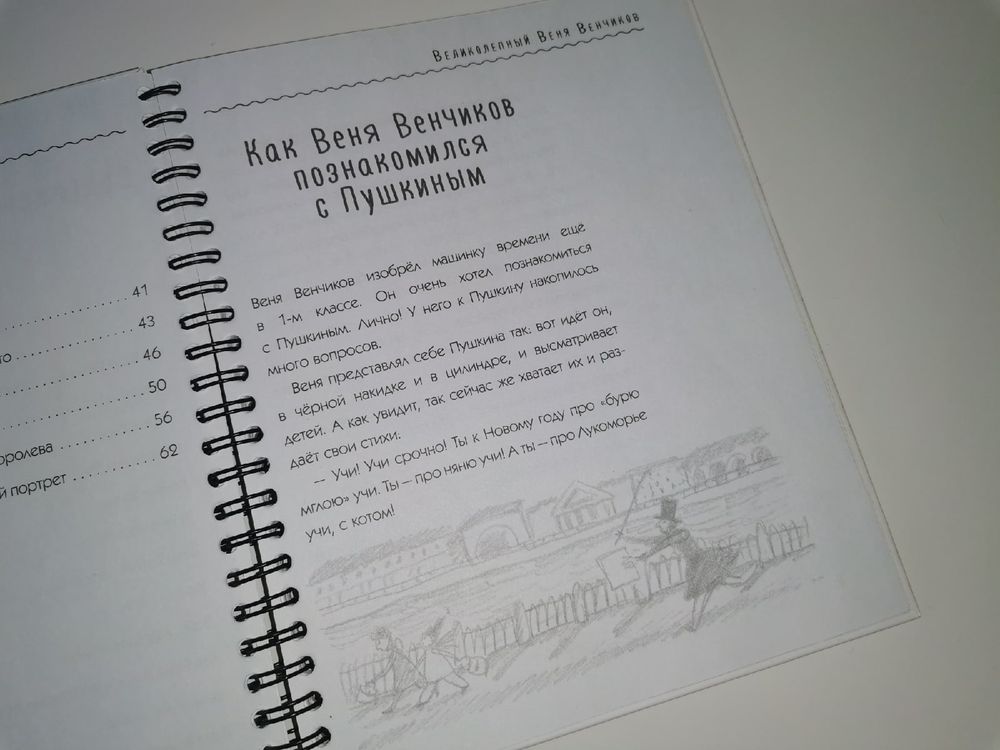 41
43
го 46
50
56
оролева 62
й портрет
Великолепный Веня Венчиков
Как Веня Венчиков
познакомился
с Пушкиным
Веня Венчиков изобрёл машинку времени ещё
в 1-м классе. Он очень хотел познакомиться
с Пушкиным. Лично! У него к Пушкину накопилось
много вопросов.
Веня представлял себе Пушкина так: вот идёт он,
в чёрной накидке и в цилиндре, и высматривает
детей. А как увидит, так сейчас же хватает их и раз-
даёт свои стихи.
— Учи! Учи срочно! Ты к Новому году про «бурю
мглою» учи. Ты — про няню учи! А ты — про Лукоморье
учи, с котом!